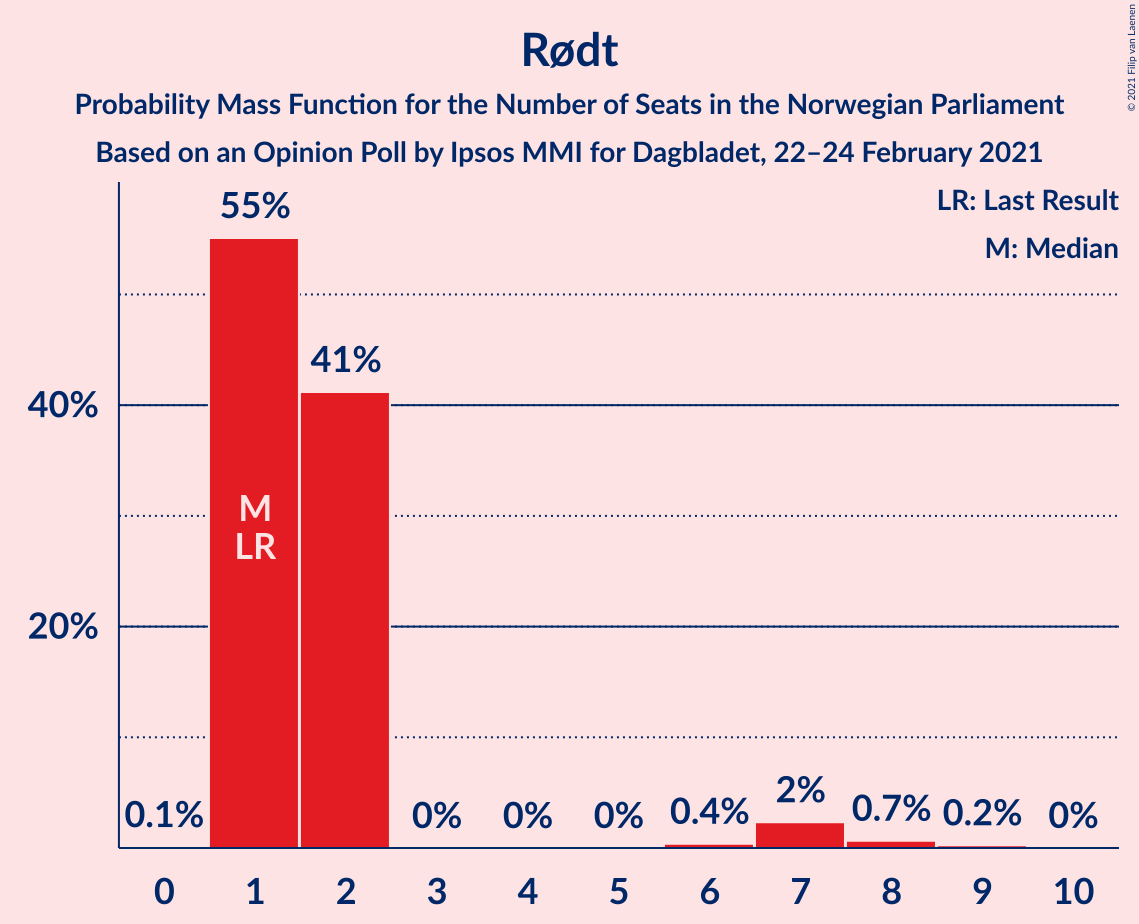 Rødt
Probability Mass Function for the Number of Seats in the Norwegian Parliament
Based on an Opinion Poll by Ipsos MMI for Dagbladet, 22–24 February 2021
© 2021 Filip van Laenen
LR: Last Result
M: Median
55%
41%
40%
20%
M
LR
0.1%
0%
0%
0%
0.4%
2%
0.7%
0.2%
0%
0 1 2 3 4 5 6 7 8 9 10